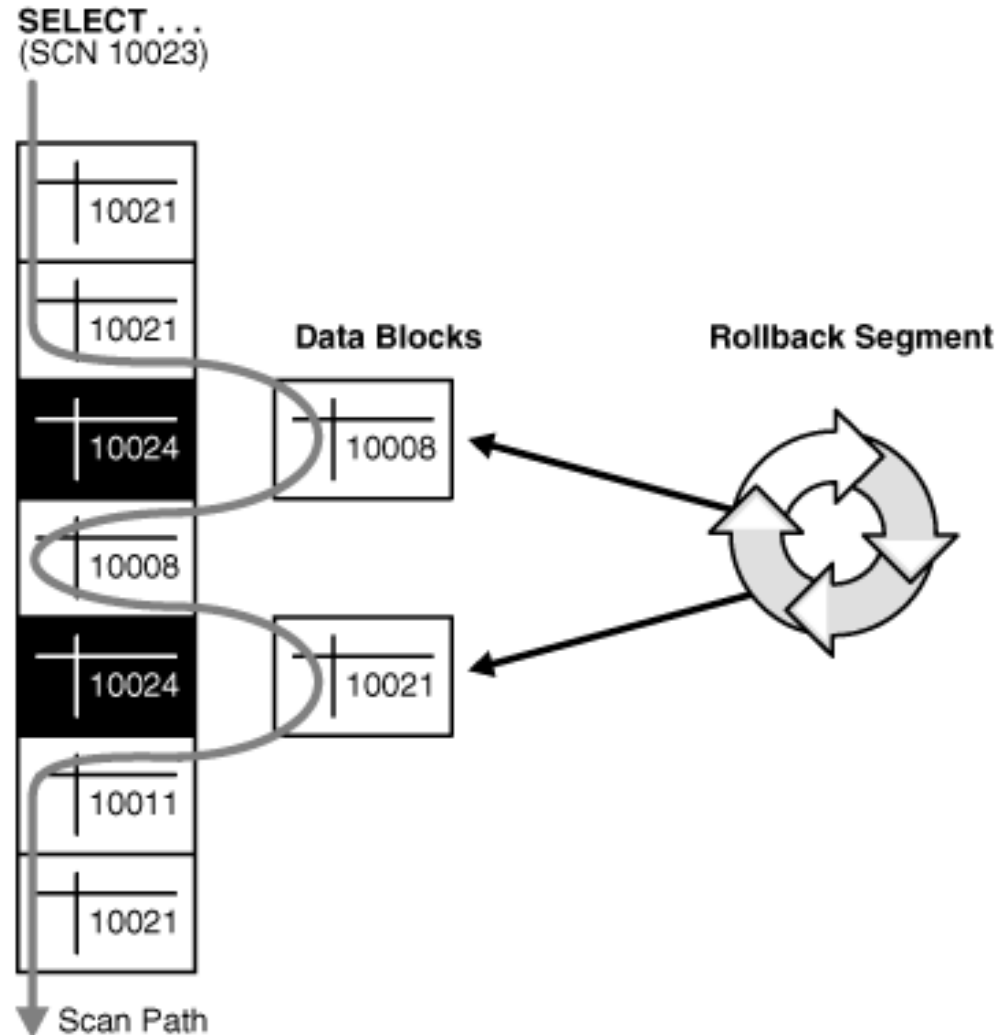 SELECT . . .
(SCN 10023)
10021
10021
Data Blocks
Rollback Segment
10024
10008
10008
10024
10021
10011
10021
Scan Path